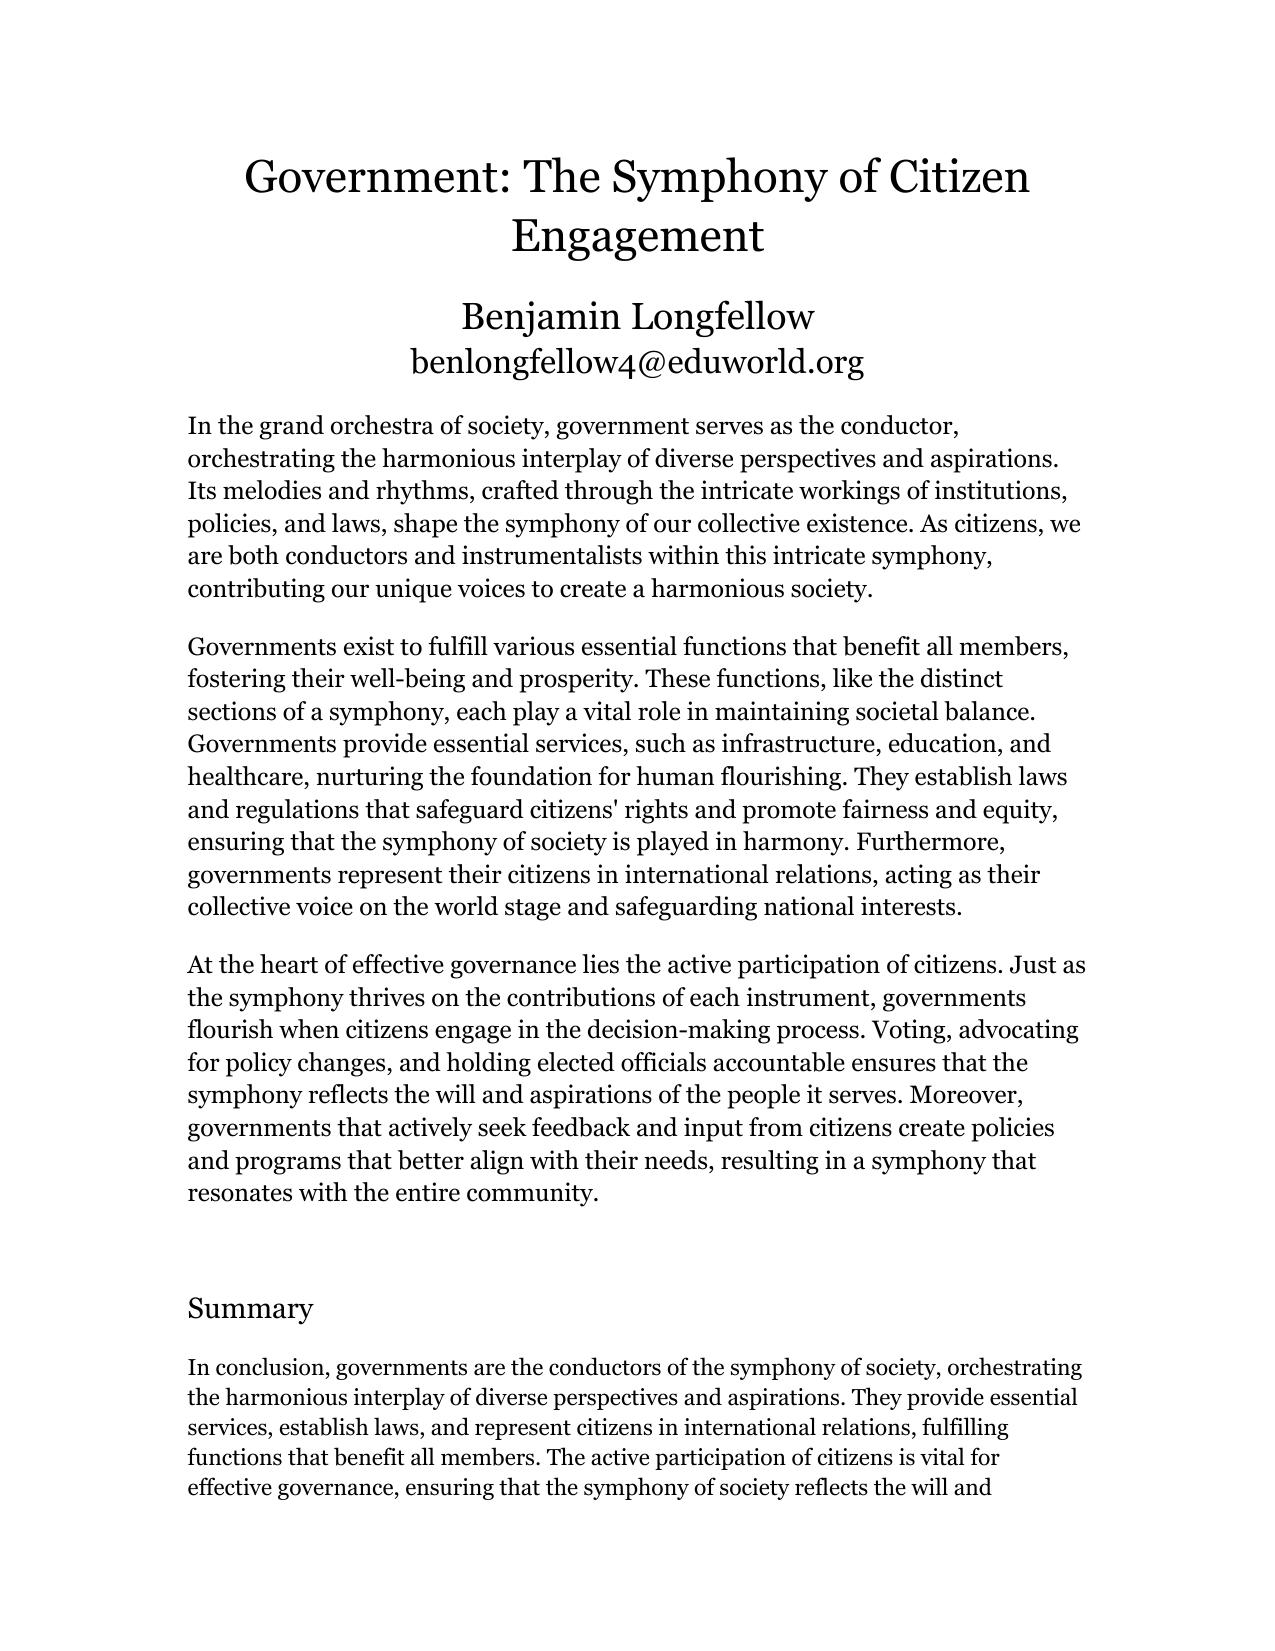 Government: The Symphony of Citizen
Engagement
Benjamin Longfellow
benlongfellow4@eduworld.org
In the grand orchestra of society, government serves as the conductor,
orchestrating the harmonious interplay of diverse perspectives and aspirations.
Its melodies and rhythms, crafted through the intricate workings of institutions,
policies, and laws, shape the symphony of our collective existence. As citizens, we
are both conductors and instrumentalists within this intricate symphony,
contributing our unique voices to create a harmonious society.
Governments exist to fulfill various essential functions that benefit all members,
fostering their well-being and prosperity. These functions, like the distinct
sections of a symphony, each play a vital role in maintaining societal balance.
Governments provide essential services, such as infrastructure, education, and
healthcare, nurturing the foundation for human flourishing. They establish laws
and regulations that safeguard citizens' rights and promote fairness and equity,
ensuring that the symphony of society is played in harmony. Furthermore,
governments represent their citizens in international relations, acting as their
collective voice on the world stage and safeguarding national interests.
At the heart of effective governance lies the active participation of citizens. Just as
the symphony thrives on the contributions of each instrument, governments
flourish when citizens engage in the decision-making process. Voting, advocating
for policy changes, and holding elected officials accountable ensures that the
symphony reflects the will and aspirations of the people it serves. Moreover,
governments that actively seek feedback and input from citizens create policies
and programs that better align with their needs, resulting in a symphony that
resonates with the entire community.
Summary
In conclusion, governments are the conductors of the symphony of society, orchestrating
the harmonious interplay of diverse perspectives and aspirations. They provide essential
services, establish laws, and represent citizens in international relations, fulfilling
functions that benefit all members. The active participation of citizens is vital for
effective governance, ensuring that the symphony of society reflects the will and